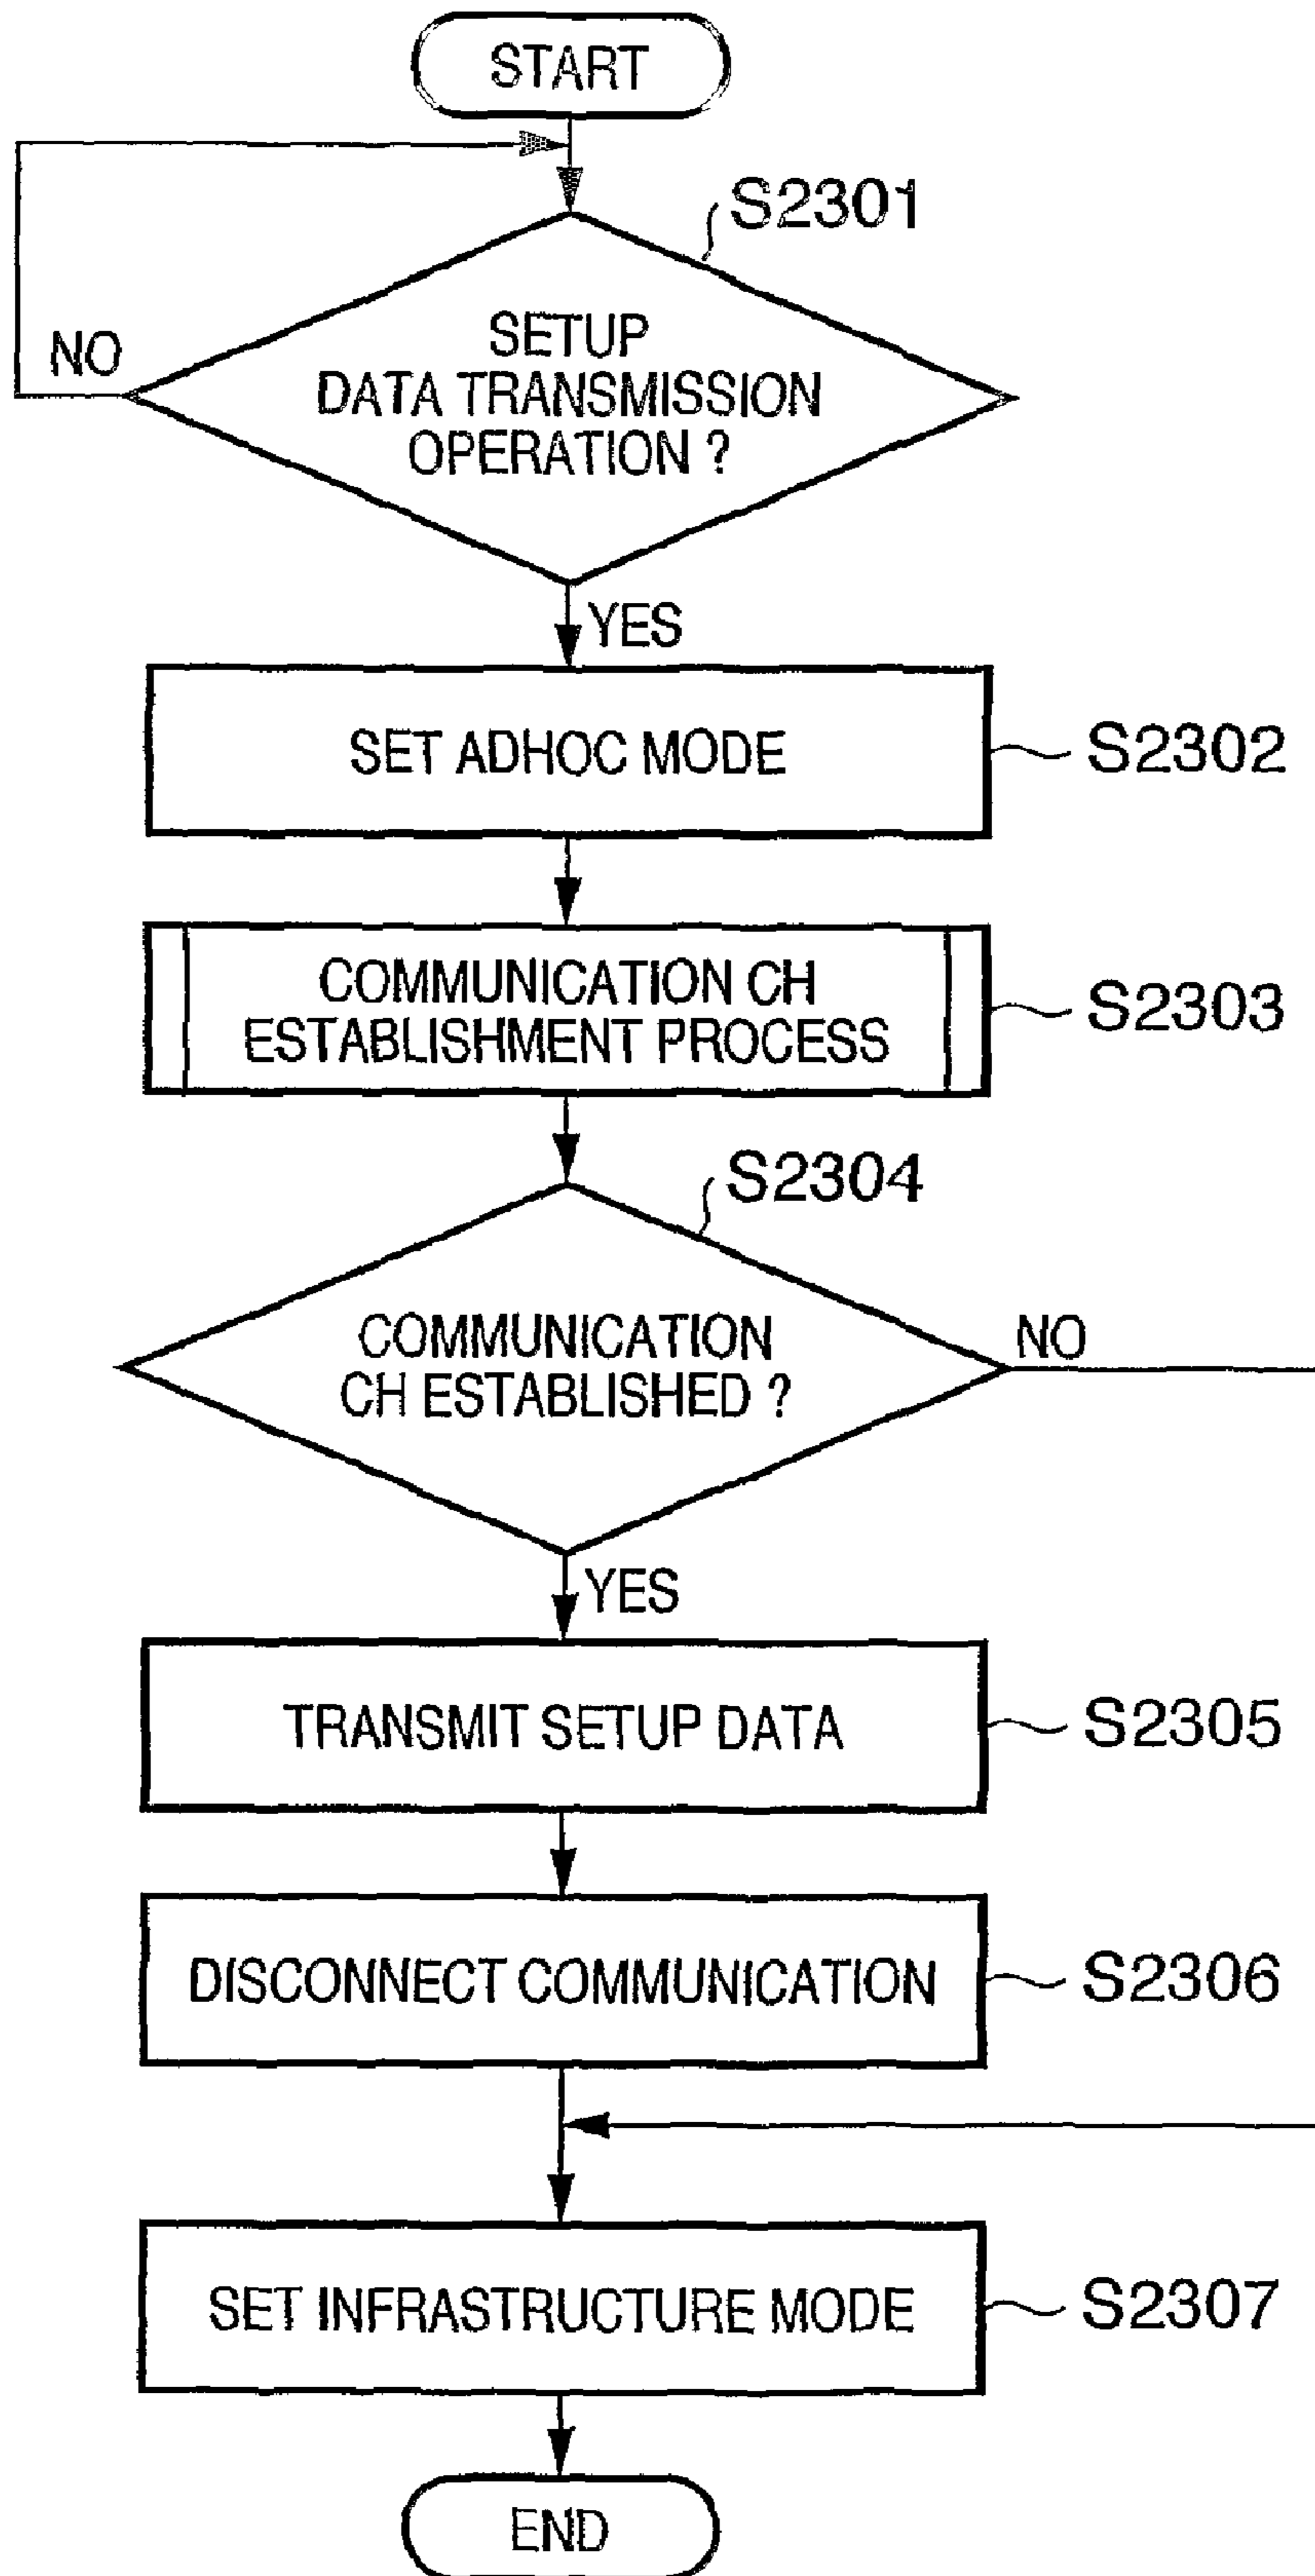 START
S2301
SETUP
DATA TRANSMISSION
OPERATION ?
NO
YES
SET ADHOC MODE
S2302
COMMUNICATION CH
ESTABLISHMENT PROCESS
S2303
S2304
COMMUNICATION
CH ESTABLISHED ?
NO
YES
TRANSMIT SETUP DATA
S2305
DISCONNECT COMMUNICATION
S2306
SET INFRASTRUCTURE MODE
S2307
END